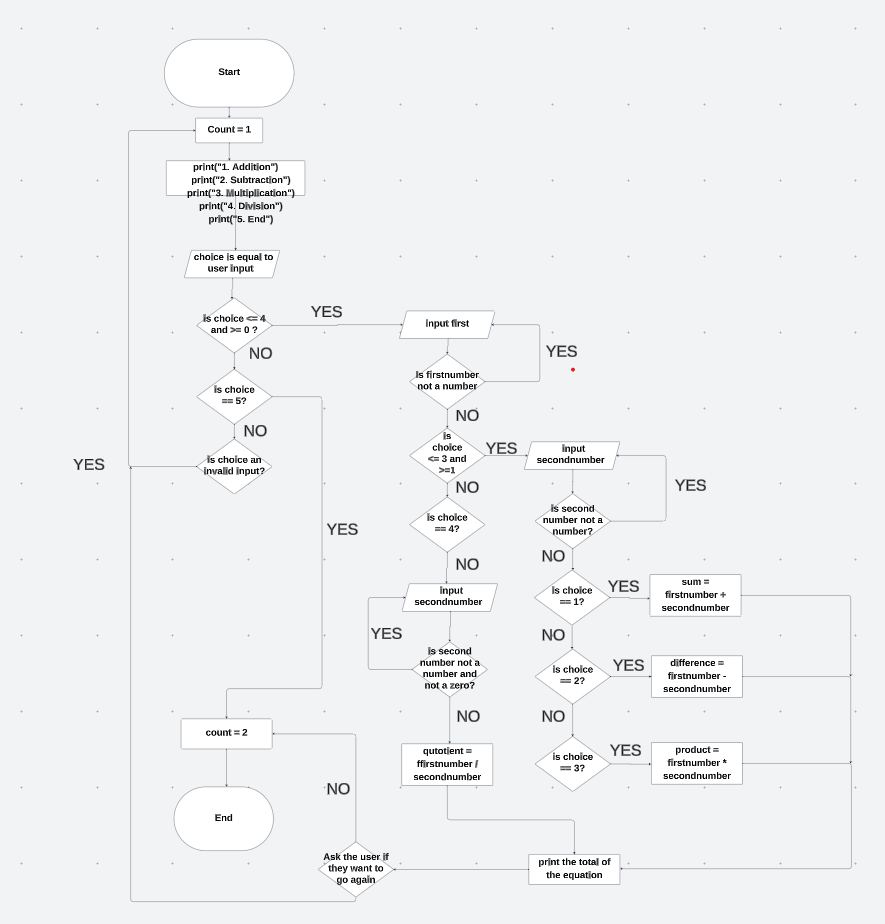 Start
Count = 1
print("1. Addition")
print("2. Subtraction")
print("3. Multiplication")
print("4. Division")
print("5. End")
choice is equal to
user input
is choice <= 4
and >= 0 ?
YES
input first
NO
YES
is firstnumber
not a number
is choice
== 5?
NO
NO
is
choice
<= 3 and
>=1
YES
input
secondnumber
YES
is choice an
invalid input?
NO
YES
is choice
== 4?
is second
number not a
number?
YES
NO
NO
input
secondnumber
is choice
== 1?
YES
sum =
firstnumber +
secondnumber
YES
NO
is second
number not a
number and
not a zero?
is choice
== 2?
YES
difference =
firstnumber -
secondnumber
NO
NO
count = 2
qutotient =
ffirstnumber /
secondnumber
is choice
== 3?
YES
product =
firstnumber *
secondnumber
NO
End
Ask the user if
they want to
go again
print the total of
the equation